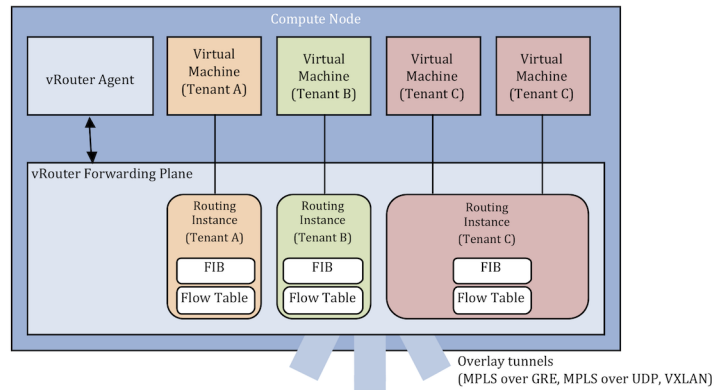 Compute Node
vRouter Agent
Virtual
Machine
(Tenant A)
Virtual
Machine
(Tenant B)
Virtual
Machine
(Tenant C)
Virtual
Machine
(Tenant C)
vRouter Forwarding Plane
Routing
Instance
(Tenant A)
FIB
Flow Table
Routing
Instance
(Tenant B)
FIB
Flow Table
Routing
Instance
(Tenant C)
FIB
Flow Table
Overlay tunnels
(MPLS over GRE, MPLS over UDP, VXLAN)